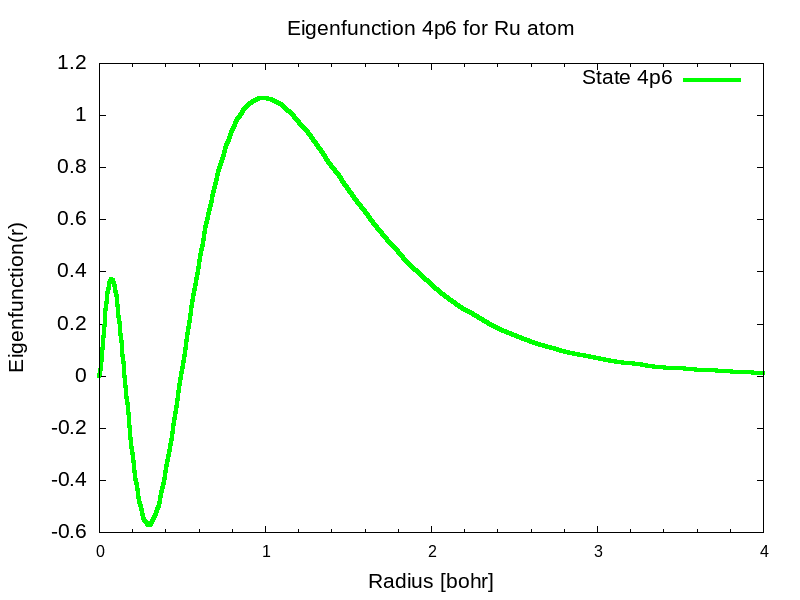 Eigenfunction 4p6 for Ru atom
State 4p6
1.2
1
0.8
0.6
0.4
0.2
0
-0.2
-0.4
-0.6
Eigenfunction(r)
0 1 2 3 4
Radius [bohr]